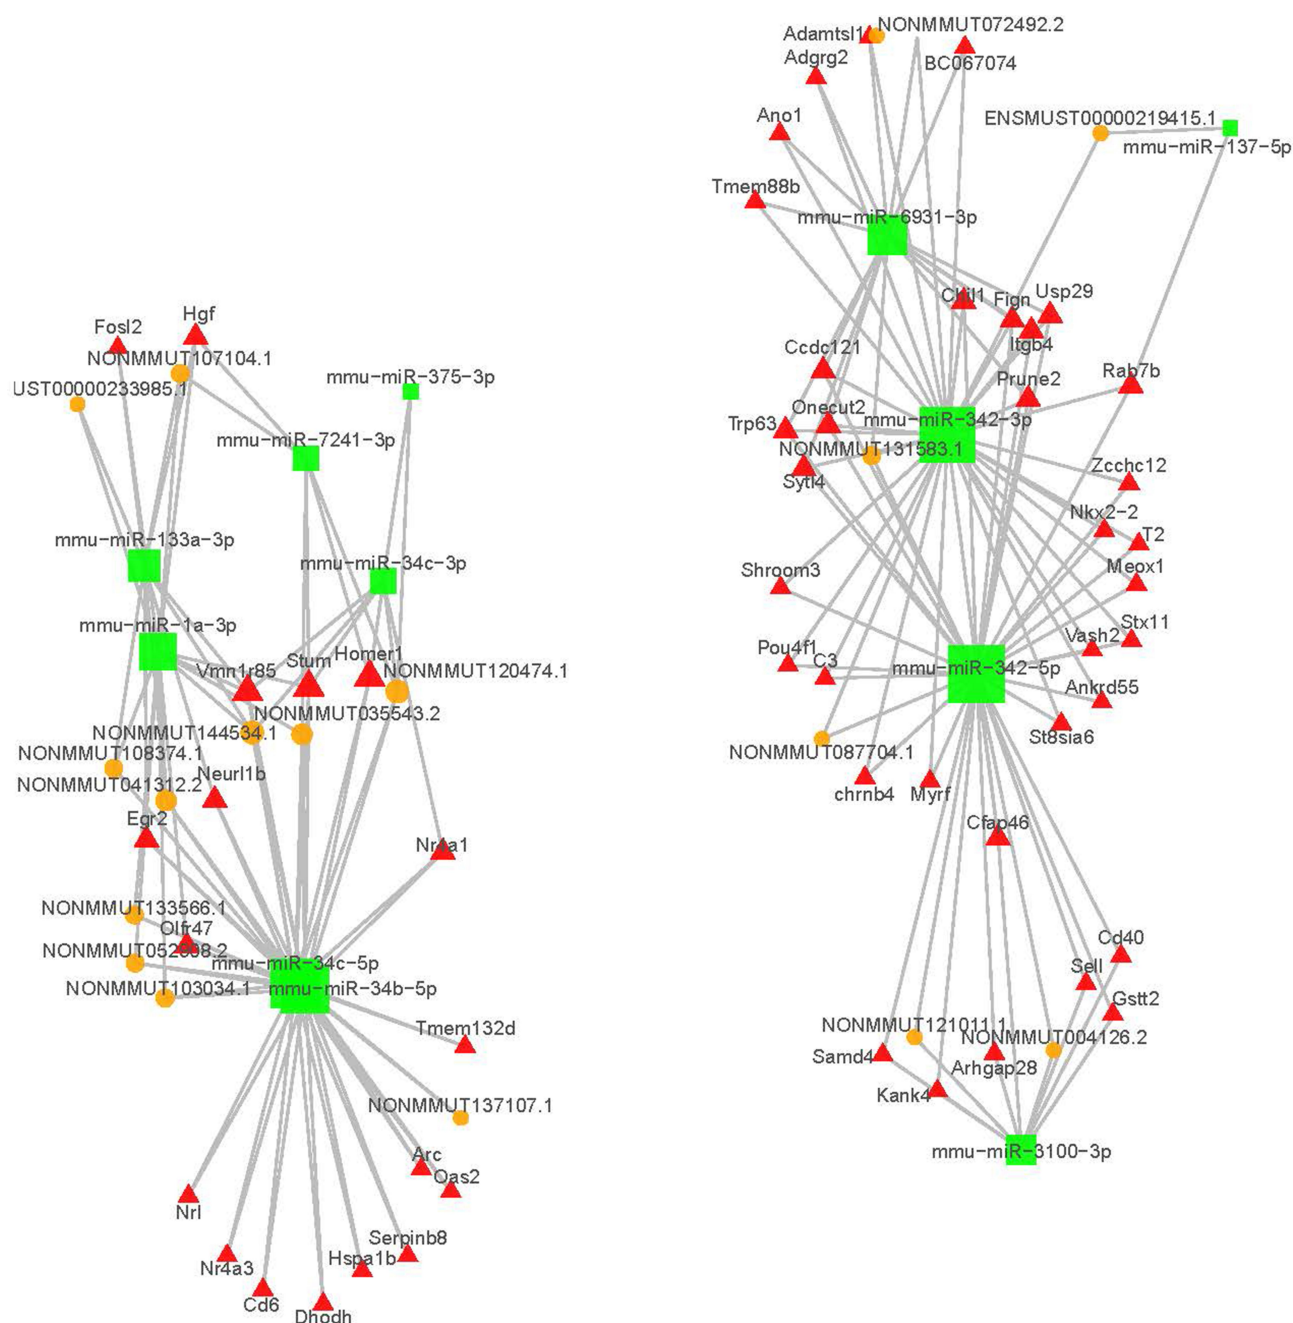 Fosl2
Hgf
NONMMUT107104.1
UST00000233985.1
mmu-miR-375-3p
mmu-miR-7241-3p
mmu-miR-133a-3p
mmu-miR-34c-3p
mmu-miR-1a-3p
Vmn1r85
Stum
Homer1
NONMMUT120474.1
NONMMUT035543.2
NONMMUT144534.1
NONMMUT108374.1
Neurl1b
NONMMUT041312.2
Egr2
Nr4a1
NONMMUT133566.1
Olfr47
mmu-miR-34c-5p
NONMMUT103034.1
mmu-miR-34b-5p
Tmem132d
NONMMUT137107.1
Arc
Oas2
Nrl
Serpinb8
Hspa1b
Nr4a3
Cd6
Dhodh
NONMMUT072492.2
Adamtsl1
Adgrg2
BC067074
Ano1
ENSMUST00000219415.1
mmu-miR-137-5p
Tmem88b
mmu-miR-6931-3p
Chil1
Fign
Usp29
Itgb4
Ccdc121
Rab7b
Prune2
Onecut2
mmu-miR-342-3p
Trp63
NONMMUT131583.1
Zcchc12
Sytl4
Nkx2-2
T2
Meox1
Shroom3
Stx11
Vash2
Pou4f1
C3
mmu-miR-342-5p
Ankrd55
St8sia6
NONMMUT087704.1
chrnb4
Myrf
Cfap46
Cd40
Sell
Gstt2
NONMMUT121011.1
NONMMUT004126.2
Samd4
Arhgap28
Kank4
mmu-miR-3100-3p